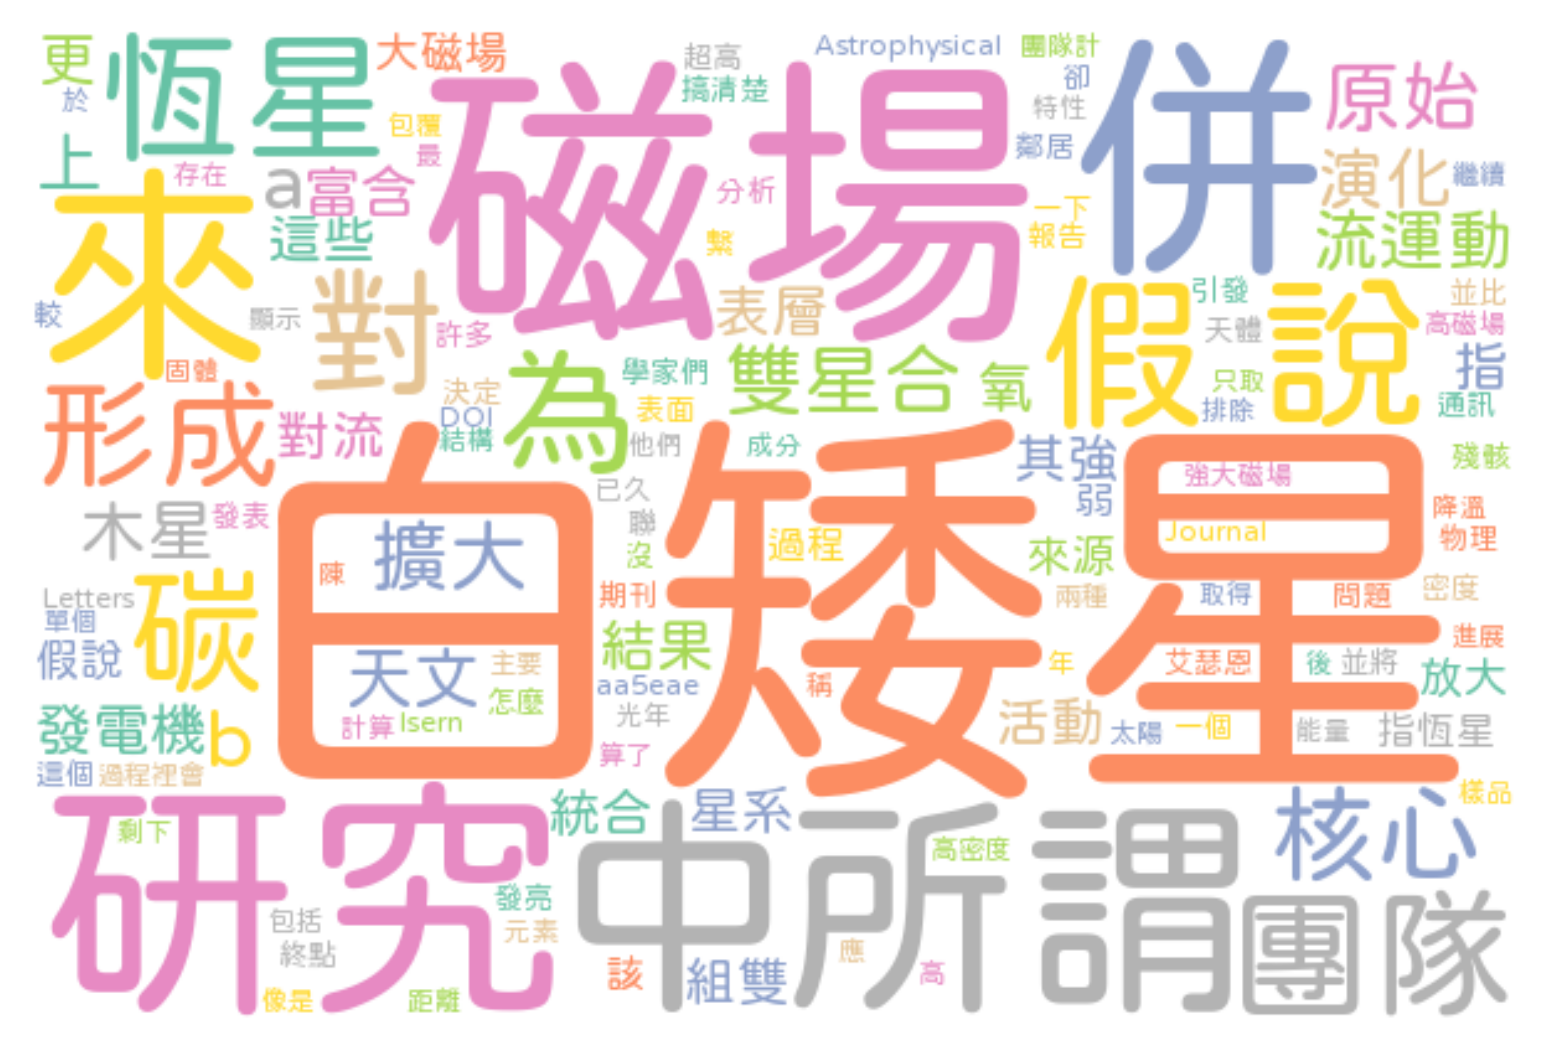 更
恆星
大磁場
超高
Astrophysical
團隊計
於
搞清楚
卻
磁場
併
原始
上
包覆
特性
最
鄰居
存在
a
富含
分析
演化
繼續
來
這些
繫
一下
報告
流運動
對
表層
假說
引發
並比
較
顯示
許多
天體
高磁場
為
雙星合
氧
指
固體
學家們
只取
形成
決定
表面
排除
通訊
對流
DOI
結構
他們
成分
其強
殘骸
白矮星
強大磁場
木星
發表
已久
弱
降溫
擴大
聯
過程
來源
Journal
物理
陳
沒
碳
Letters
期刊
兩種
取得
問題
密度
單個
假說
結果
進展
天文
主要
年
艾瑟恩
後
並將
放大
aa5eae
稱
怎麼
發電機
b
計算
Isern
光年
活動
太陽
一個
能量
指恆星
這個
過程裡會
算了
研究
統合
星系
核心
樣品
剩下
中
所謂
高密度
發亮
團隊
包括
元素
終點
應
該
組雙
高
像是
距離